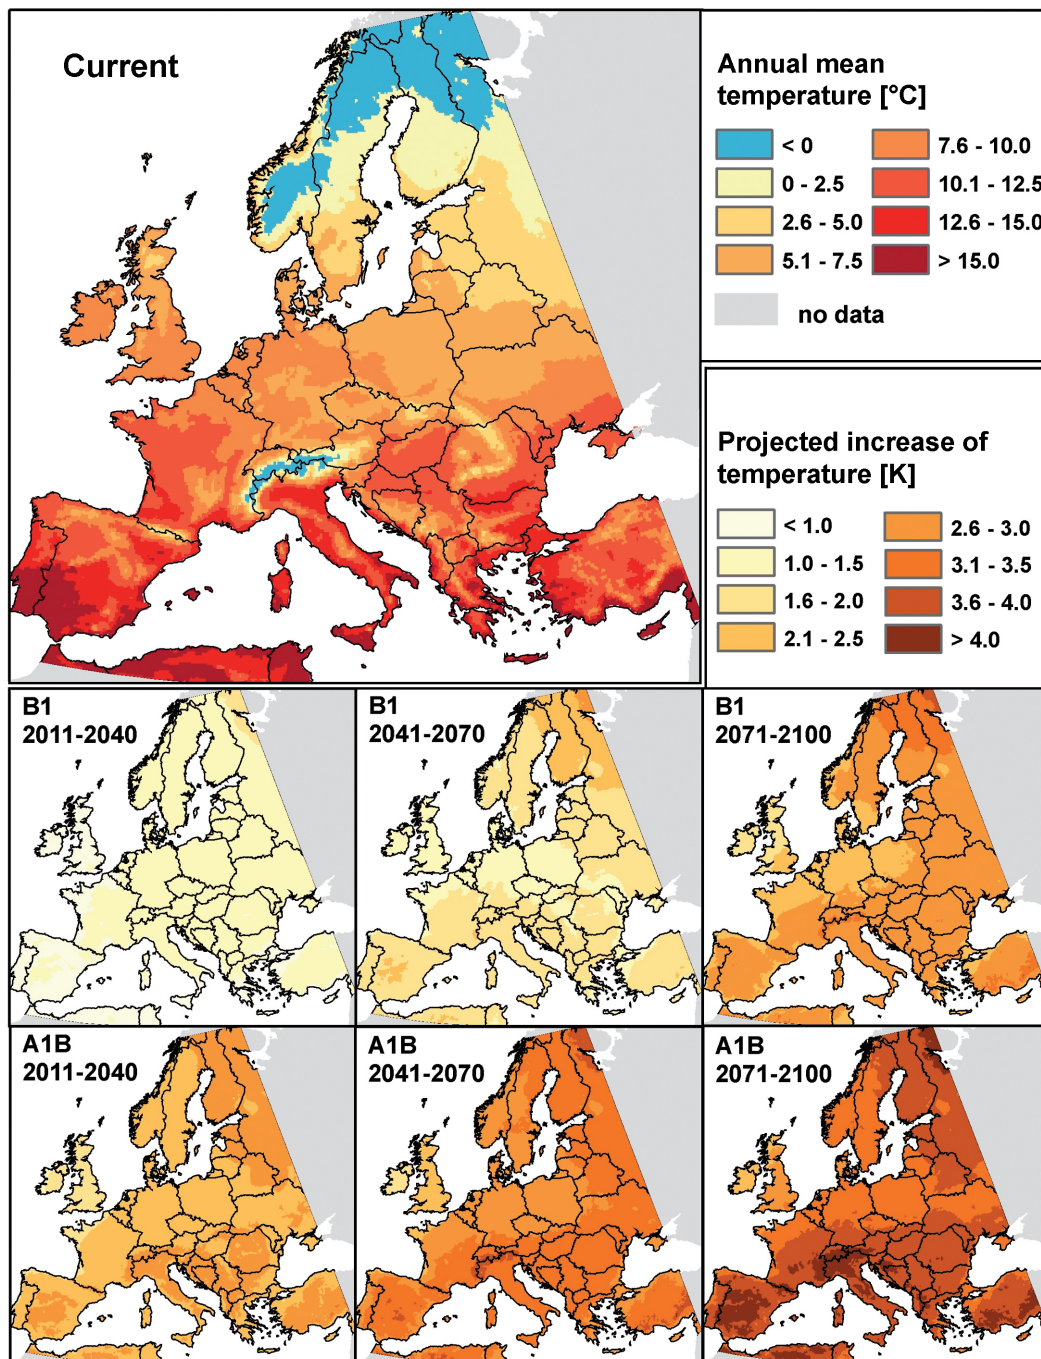 Current
Annual mean
temperature [°C]
< 0
0 - 2.5
2.6 - 5.0
5.1 - 7.5
7.6 - 10.0
10.1 - 12.5
12.6 - 15.0
> 15.0
no data
Projected increase of
temperature [K]
< 1.0
1.0 - 1.5
1.6 - 2.0
2.1 - 2.5
2.6 - 3.0
3.1 - 3.5
3.6 - 4.0
> 4.0
B1
2011-2040
B1
2041-2070
B1
2071-2100
A1B
2011-2040
A1B
2041-2070
A1B
2071-2100